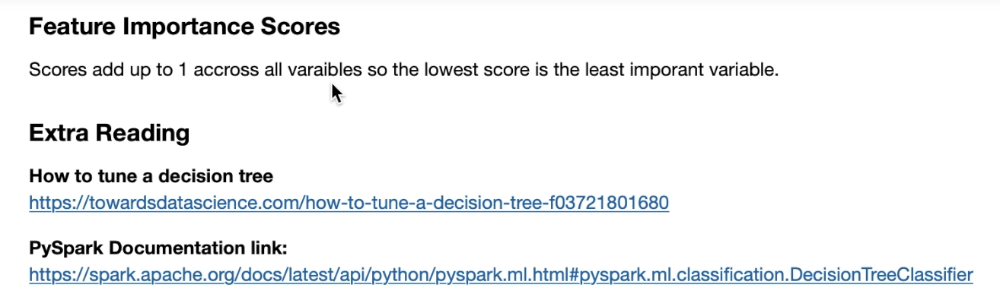 Feature Importance Scores
Scores add up to 1 accross all varaibles so the lowest score is the least imporant variable.
Extra Reading
How to tune a decision tree
https://towardsdatascience.com/how-to-tune-a-decision-tree-f03721801680
PySpark Documentation link:
https://spark.apache.org/docs/latest/api/python/pyspark.ml.html#pyspark.ml.classification.DecisionTreeClassifier